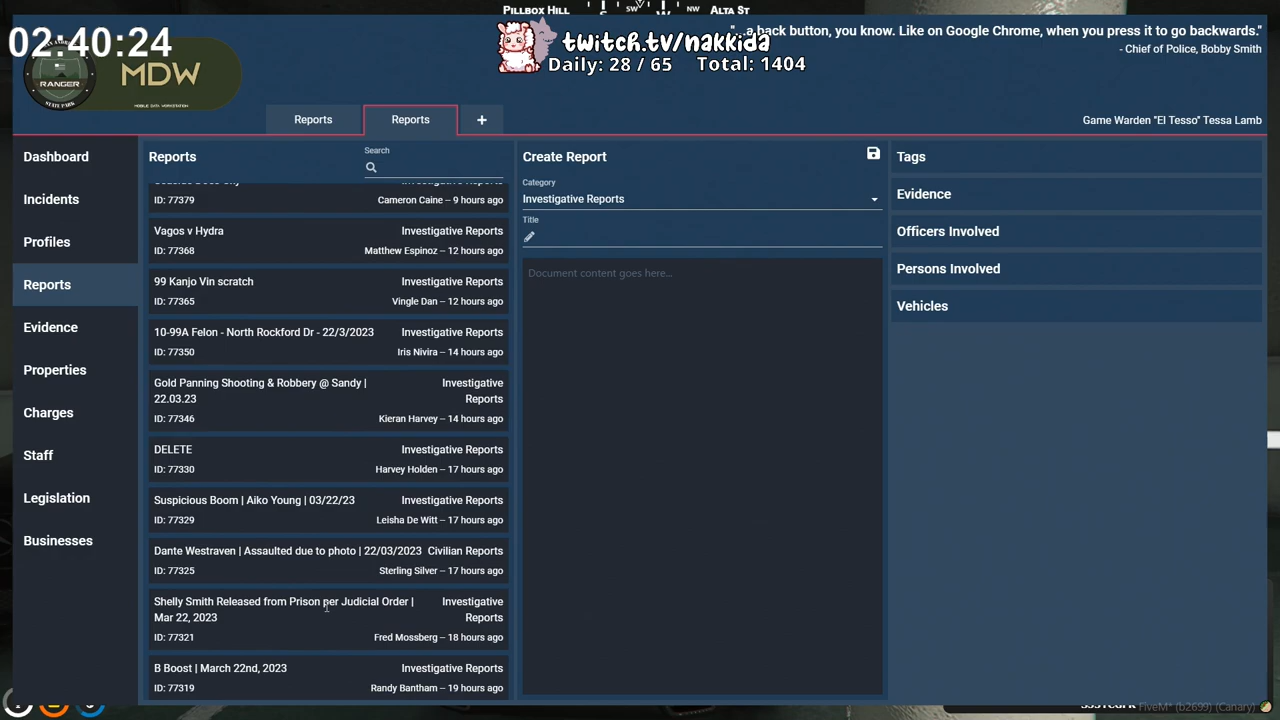 PILLBOX HILL
SW
NW
ALTA ST
02:40:24
RANGER
STATE PARK
MDW
MOBILE DATA WORKSTATION
twitch.tv/nakkida
Daily: 28 / 65 Total: 1404
"...a back button, you know. Like on Google Chrome, when you press it to go backwards."
- Chief of Police, Bobby Smith
Reports
Reports
+
Game Warden "El Tesso" Tessa Lamb
Dashboard
Incidents
Profiles
Reports
Evidence
Properties
Charges
Staff
Legislation
Businesses
Reports
Search
ID: 77379
Cameron Caine – 9 hours ago
Vagos v Hydra
Investigative Reports
ID: 77368
Matthew Espinoz – 12 hours ago
99 Kanjo Vin scratch
Investigative Reports
ID: 77365
Vingle Dan – 12 hours ago
10-99A Felon - North Rockford Dr - 22/3/2023
Investigative Reports
ID: 77350
Iris Nivira – 14 hours ago
Gold Panning Shooting & Robbery @ Sandy |
22.03.23
Investigative
Reports
ID: 77346
Kieran Harvey – 14 hours ago
DELETE
Investigative Reports
ID: 77330
Harvey Holden – 17 hours ago
Suspicious Boom | Aiko Young | 03/22/23
Investigative Reports
ID: 77329
Leisha De Witt – 17 hours ago
Dante Westraven | Assaulted due to photo | 22/03/2023
Civilian Reports
ID: 77325
Sterling Silver – 17 hours ago
Shelly Smith Released from Prison per Judicial Order |
Mar 22, 2023
Investigative
Reports
ID: 77321
Fred Mossberg – 18 hours ago
B Boost | March 22nd, 2023
Investigative Reports
ID: 77319
Randy Bantham – 19 hours ago
Create Report
Category
Investigative Reports
Title
Document content goes here...
Tags
Evidence
Officers Involved
Persons Involved
Vehicles
FiveM* (b2699) (Canary)